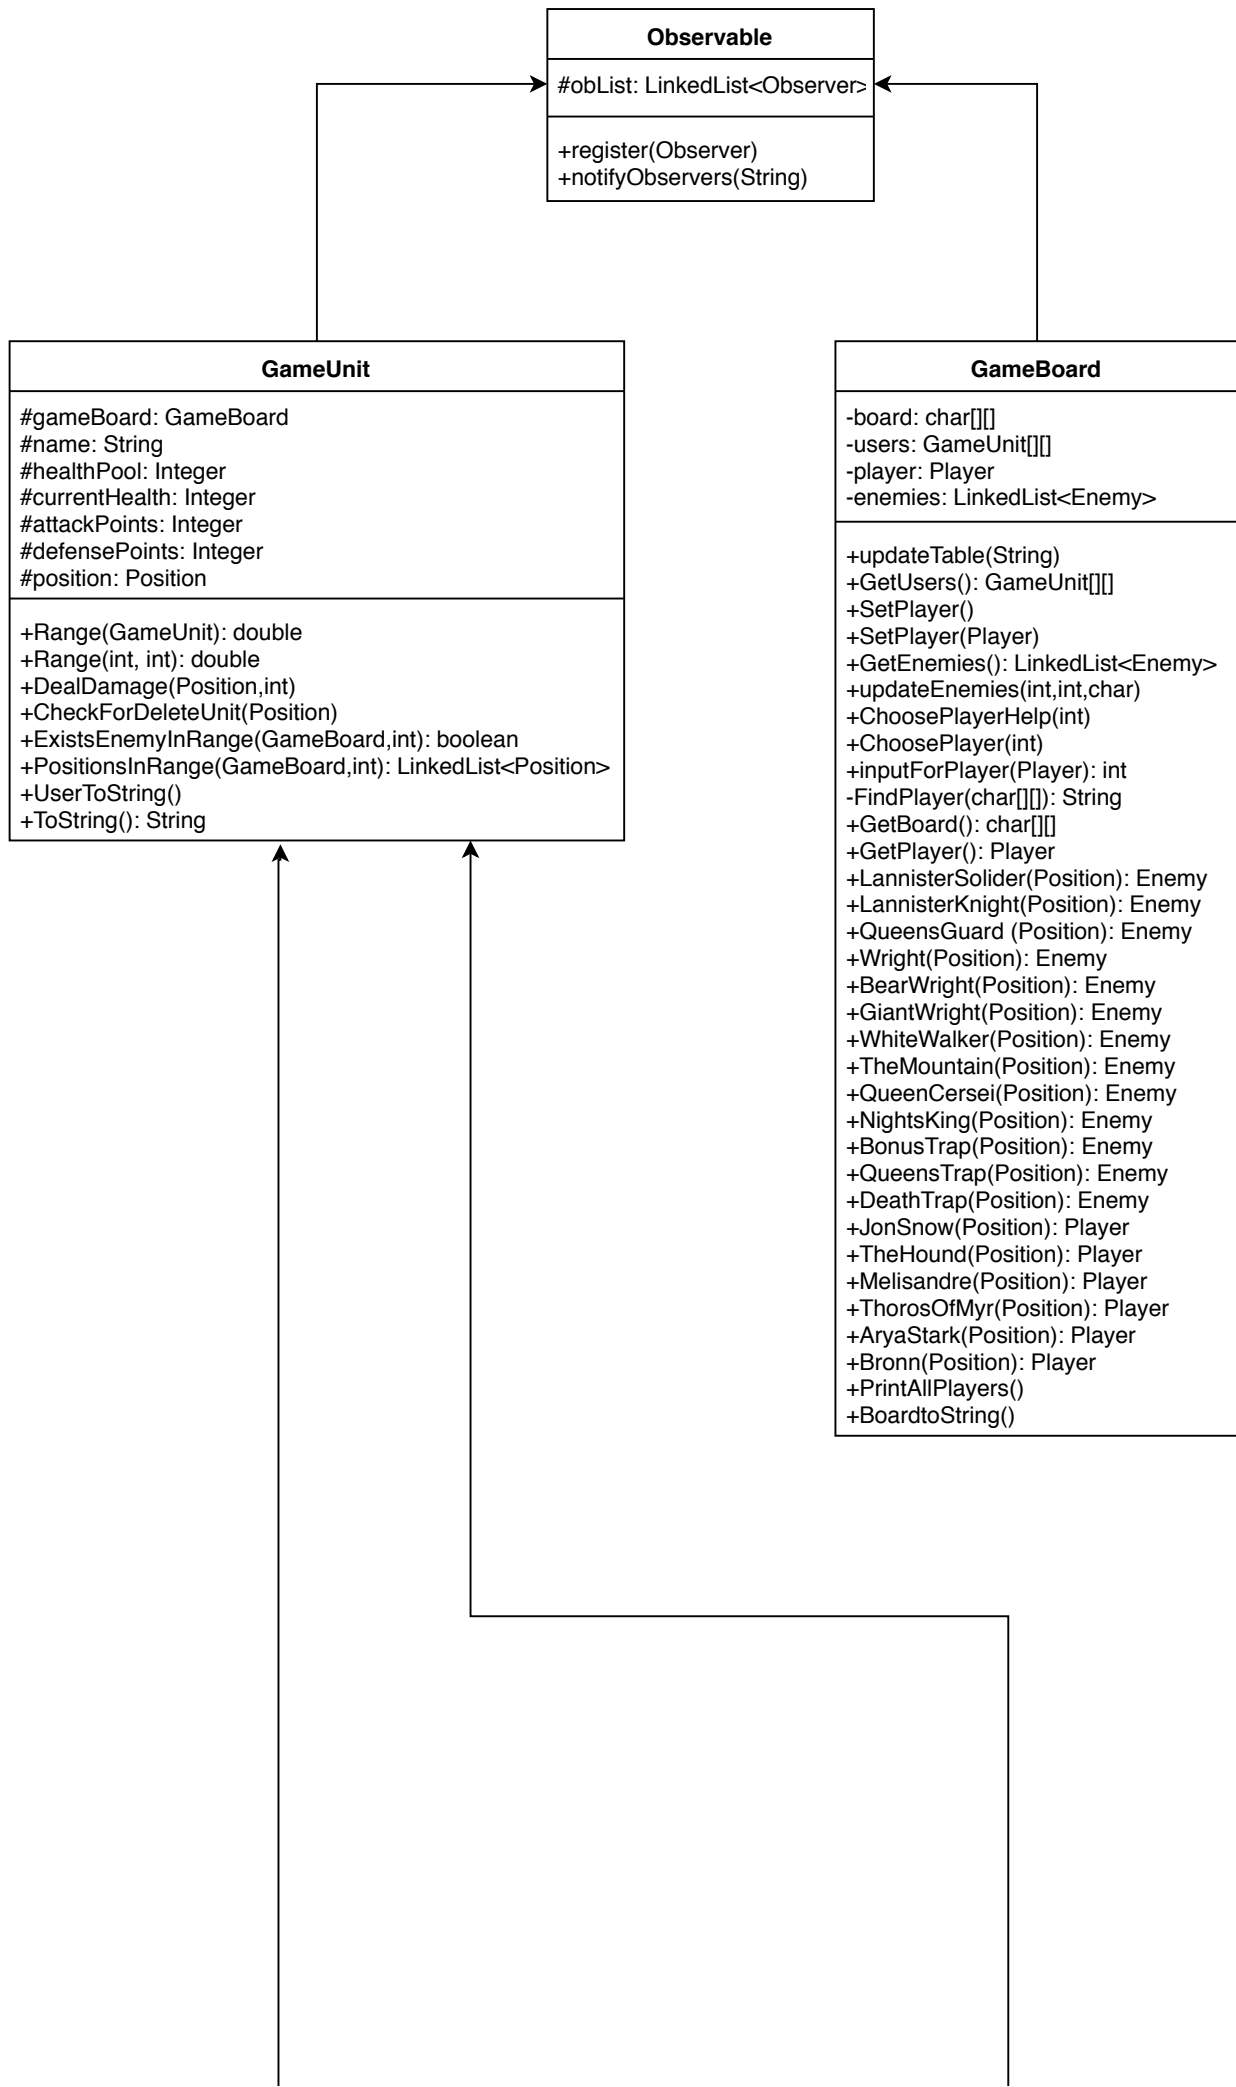 Observable
#obList: LinkedList<Observer>
+register(Observer)
+notifyObservers(String)
GameUnit
#gameBoard: GameBoard
#name: String
#healthPool: Integer
#currentHealth: Integer
#attackPoints: Integer
#defensePoints: Integer
#position: Position
+Range(GameUnit): double
+Range(int, int): double
+DealDamage(Position,int)
+CheckForDeleteUnit(Position)
+ExistsEnemyInRange(GameBoard,int): boolean
+PositionsInRange(GameBoard,int): LinkedList<Position>
+UserToString()
+ToString(): String
GameBoard
-board: char[][]
-users: GameUnit[][]
-player: Player
-enemies: LinkedList<Enemy>
+updateTable(String)
+GetUsers(): GameUnit[][]
+SetPlayer()
+SetPlayer(Player)
+GetEnemies(): LinkedList<Enemy>
+updateEnemies(int,int,char)
+ChoosePlayerHelp(int)
+ChoosePlayer(int)
+inputForPlayer(Player): int
-FindPlayer(char[][]): String
+GetBoard(): char[][]
+GetPlayer(): Player
+LannisterSolider(Position): Enemy
+LannisterKnight(Position): Enemy
+QueensGuard (Position): Enemy
+Wright(Position): Enemy
+BearWright(Position): Enemy
+GiantWright(Position): Enemy
+WhiteWalker(Position): Enemy
+TheMountain(Position): Enemy
+QueenCersei(Position): Enemy
+NightsKing(Position): Enemy
+BonusTrap(Position): Enemy
+QueensTrap(Position): Enemy
+DeathTrap(Position): Enemy
+JonSnow(Position): Player
+TheHound(Position): Player
+Melisandre(Position): Player
+ThorosOfMyr(Position): Player
+AryaStark(Position): Player
+Bronn(Position): Player
+PrintAllPlayers()
+BoardtoString()